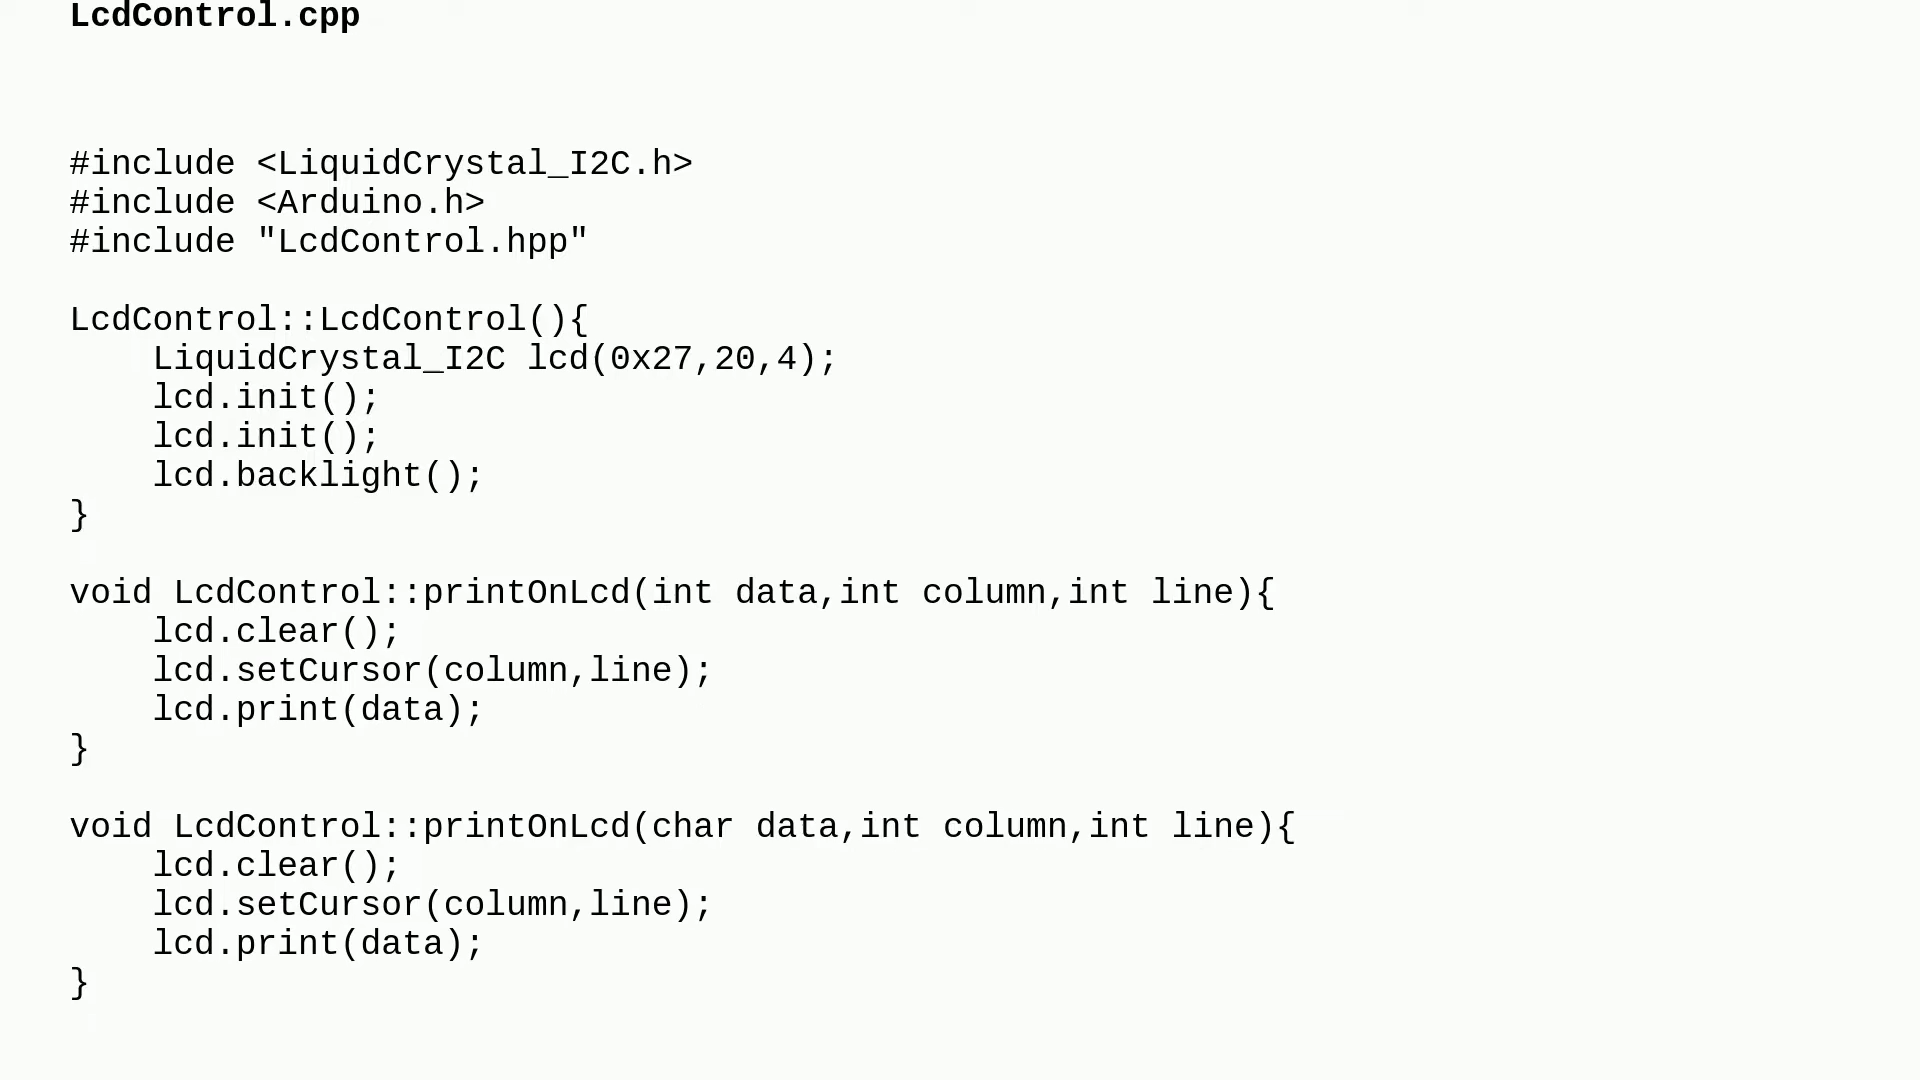 LcdControl.cpp
#include <LiquidCrystal_I2C.h>
#include <Arduino.h>
#include "LcdControl.hpp"
LcdControl::LcdControl(){
    LiquidCrystal_I2C lcd(0x27,20,4);
    lcd.init();
    lcd.init();
    lcd.backlight();
}
void LcdControl::printOnLcd(int data,int column,int line){
    lcd.clear();
    lcd.setCursor(column,line);
    lcd.print(data);
}
void LcdControl::printOnLcd(char data,int column,int line){
    lcd.clear();
    lcd.setCursor(column,line);
    lcd.print(data);
}